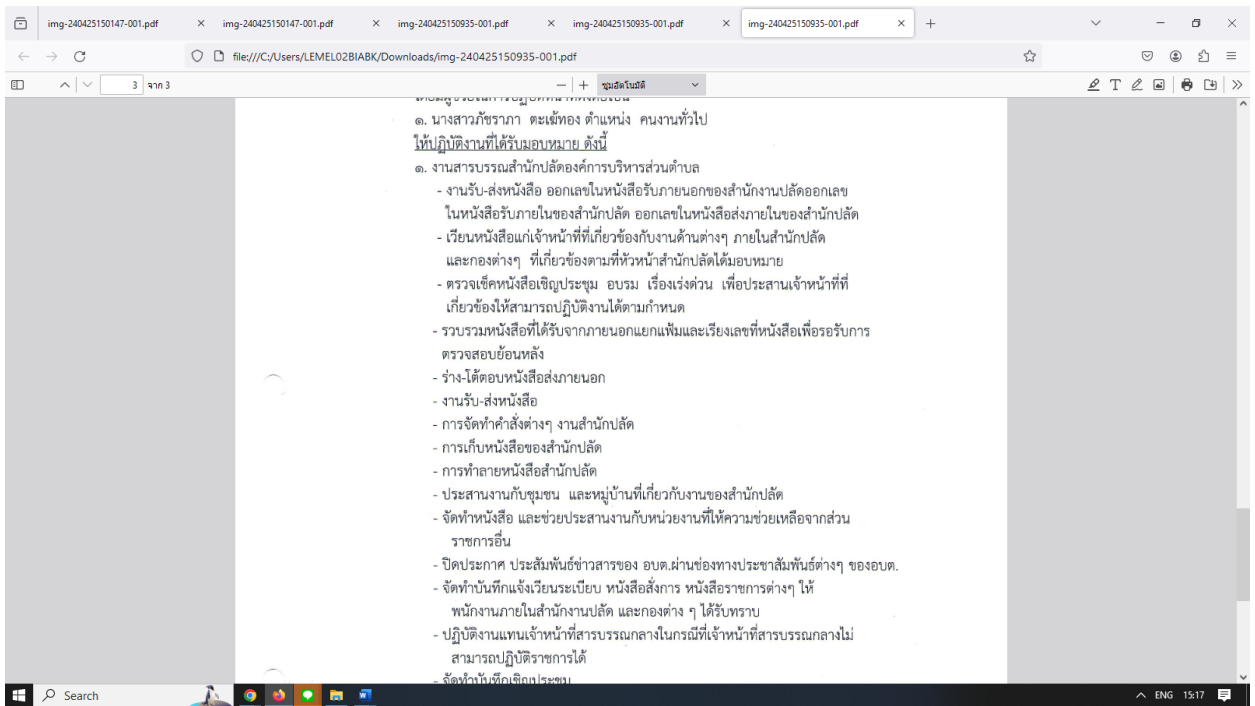 img-240425150147-001.pdf
img-240425150147-001.pdf
img-240425150935-001.pdf
img-240425150935-001.pdf
img-240425150935-001.pdf
file:///C:/Users/LEMEL02BIABK/Downloads/img-240425150935-001.pdf
3 จาก 3
ซูมอัตโนมัติ
๑. นางสาวภัชราภา ตะเฆ้ทอง ตำแหน่ง คนงานทั่วไป
ให้ปฏิบัติงานที่ได้รับมอบหมาย ดังนี้
๑. งานสารบรรณสำนักปลัดองค์การบริหารส่วนตำบล
- งานรับ-ส่งหนังสือ ออกเลขในหนังสือรับภายนอกของสำนักงานปลัดออกเลข
ในหนังสือรับภายในของสำนักปลัด ออกเลขในหนังสือส่งภายในของสำนักปลัด
- เวียนหนังสือแก่เจ้าหน้าที่ที่เกี่ยวข้องกับงานด้านต่างๆ ภายในสำนักปลัด
และกองต่างๆ ที่เกี่ยวข้องตามที่หัวหน้าสำนักปลัดได้มอบหมาย
- ตรวจเช็คหนังสือเชิญประชุม อบรม เรื่องเร่งด่วน เพื่อประสานเจ้าหน้าที่ที่
เกี่ยวข้องให้สามารถปฏิบัติงานได้ตามกำหนด
- รวบรวมหนังสือที่ได้รับจากภายนอกแยกแฟ้มและเรียงเลขที่หนังสือเพื่อรอรับการ
ตรวจสอบย้อนหลัง
- ร่าง-โต้ตอบหนังสือส่งภายนอก
- งานรับ-ส่งหนังสือ
- การจัดทำคำสั่งต่างๆ งานสำนักปลัด
- การเก็บหนังสือของสำนักปลัด
- การทำลายหนังสือสำนักปลัด
- ประสานงานกับชุมชน และหมู่บ้านที่เกี่ยวกับงานของสำนักปลัด
- จัดทำหนังสือ และช่วยประสานงานกับหน่วยงานที่ให้ความช่วยเหลือจากส่วน
ราชการอื่น
- ปิดประกาศ ประสัมพันธ์ข่าวสารของ อบต.ผ่านช่องทางประชาสัมพันธ์ต่างๆ ของอบต.
- จัดทำบันทึกแจ้งเวียนระเบียบ หนังสือสั่งการ หนังสือราชการต่างๆ ให้
พนักงานภายในสำนักงานปลัด และกองต่าง ๆ ได้รับทราบ
- ปฏิบัติงานแทนเจ้าหน้าที่สารบรรณกลางในกรณีที่เจ้าหน้าที่สารบรรณกลางไม่
สามารถปฏิบัติราชการได้
- จัดทำบันทึกเชิญประชุม
Search
ENG 15:17